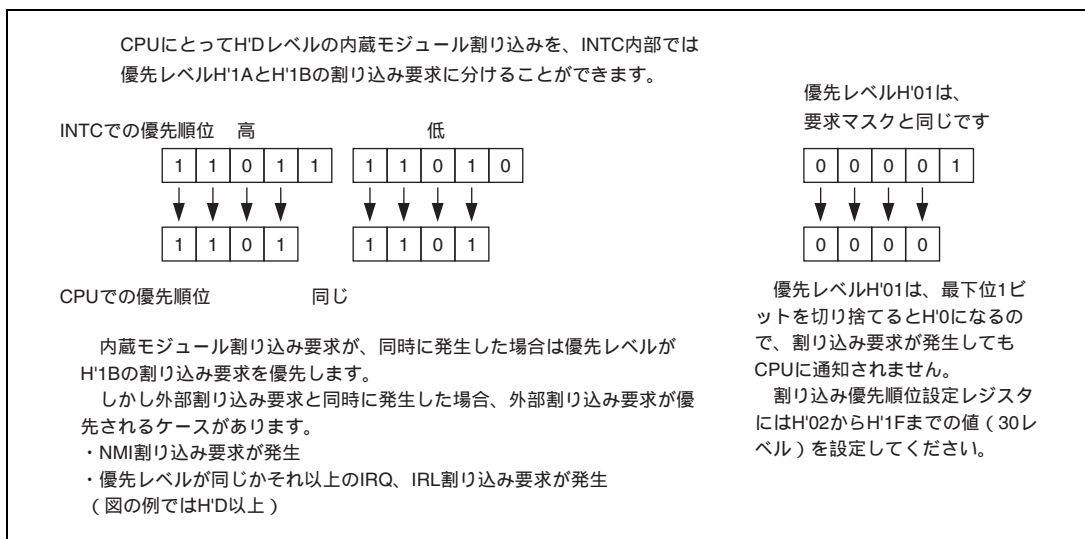 CPUにとってH'Dレベルの内蔵モジュール割り込みを、INTC内部では
優先レベルH'1AとH'1Bの割り込み要求に分けることができます。
INTCでの優先順位 高 低
1 1 0 1 1 1 1 0 1 0
1 1 0 1 1 1 0 1
CPUでの優先順位 同じ
内蔵モジュール割り込み要求が、同時に発生した場合は優先レベルが
H'1Bの割り込み要求を優先します。
しかし外部割り込み要求と同時に発生した場合、外部割り込み要求が優
先されるケースがあります。
・NMI割り込み要求が発生
・優先レベルが同じかそれ以上のIRQ、IRL割り込み要求が発生
（図の例ではH'D以上）
優先レベルH'01は、
要求マスクと同じです
0 0 0 0 1
0 0 0 0
優先レベルH'01は、最下位1ビ
ットを切り捨てるとH'0になるの
で、割り込み要求が発生しても
CPUに通知されません。
割り込み優先順位設定レジスタ
にはH'02からH'1Fまでの値（30レ
ベル）を設定してください。